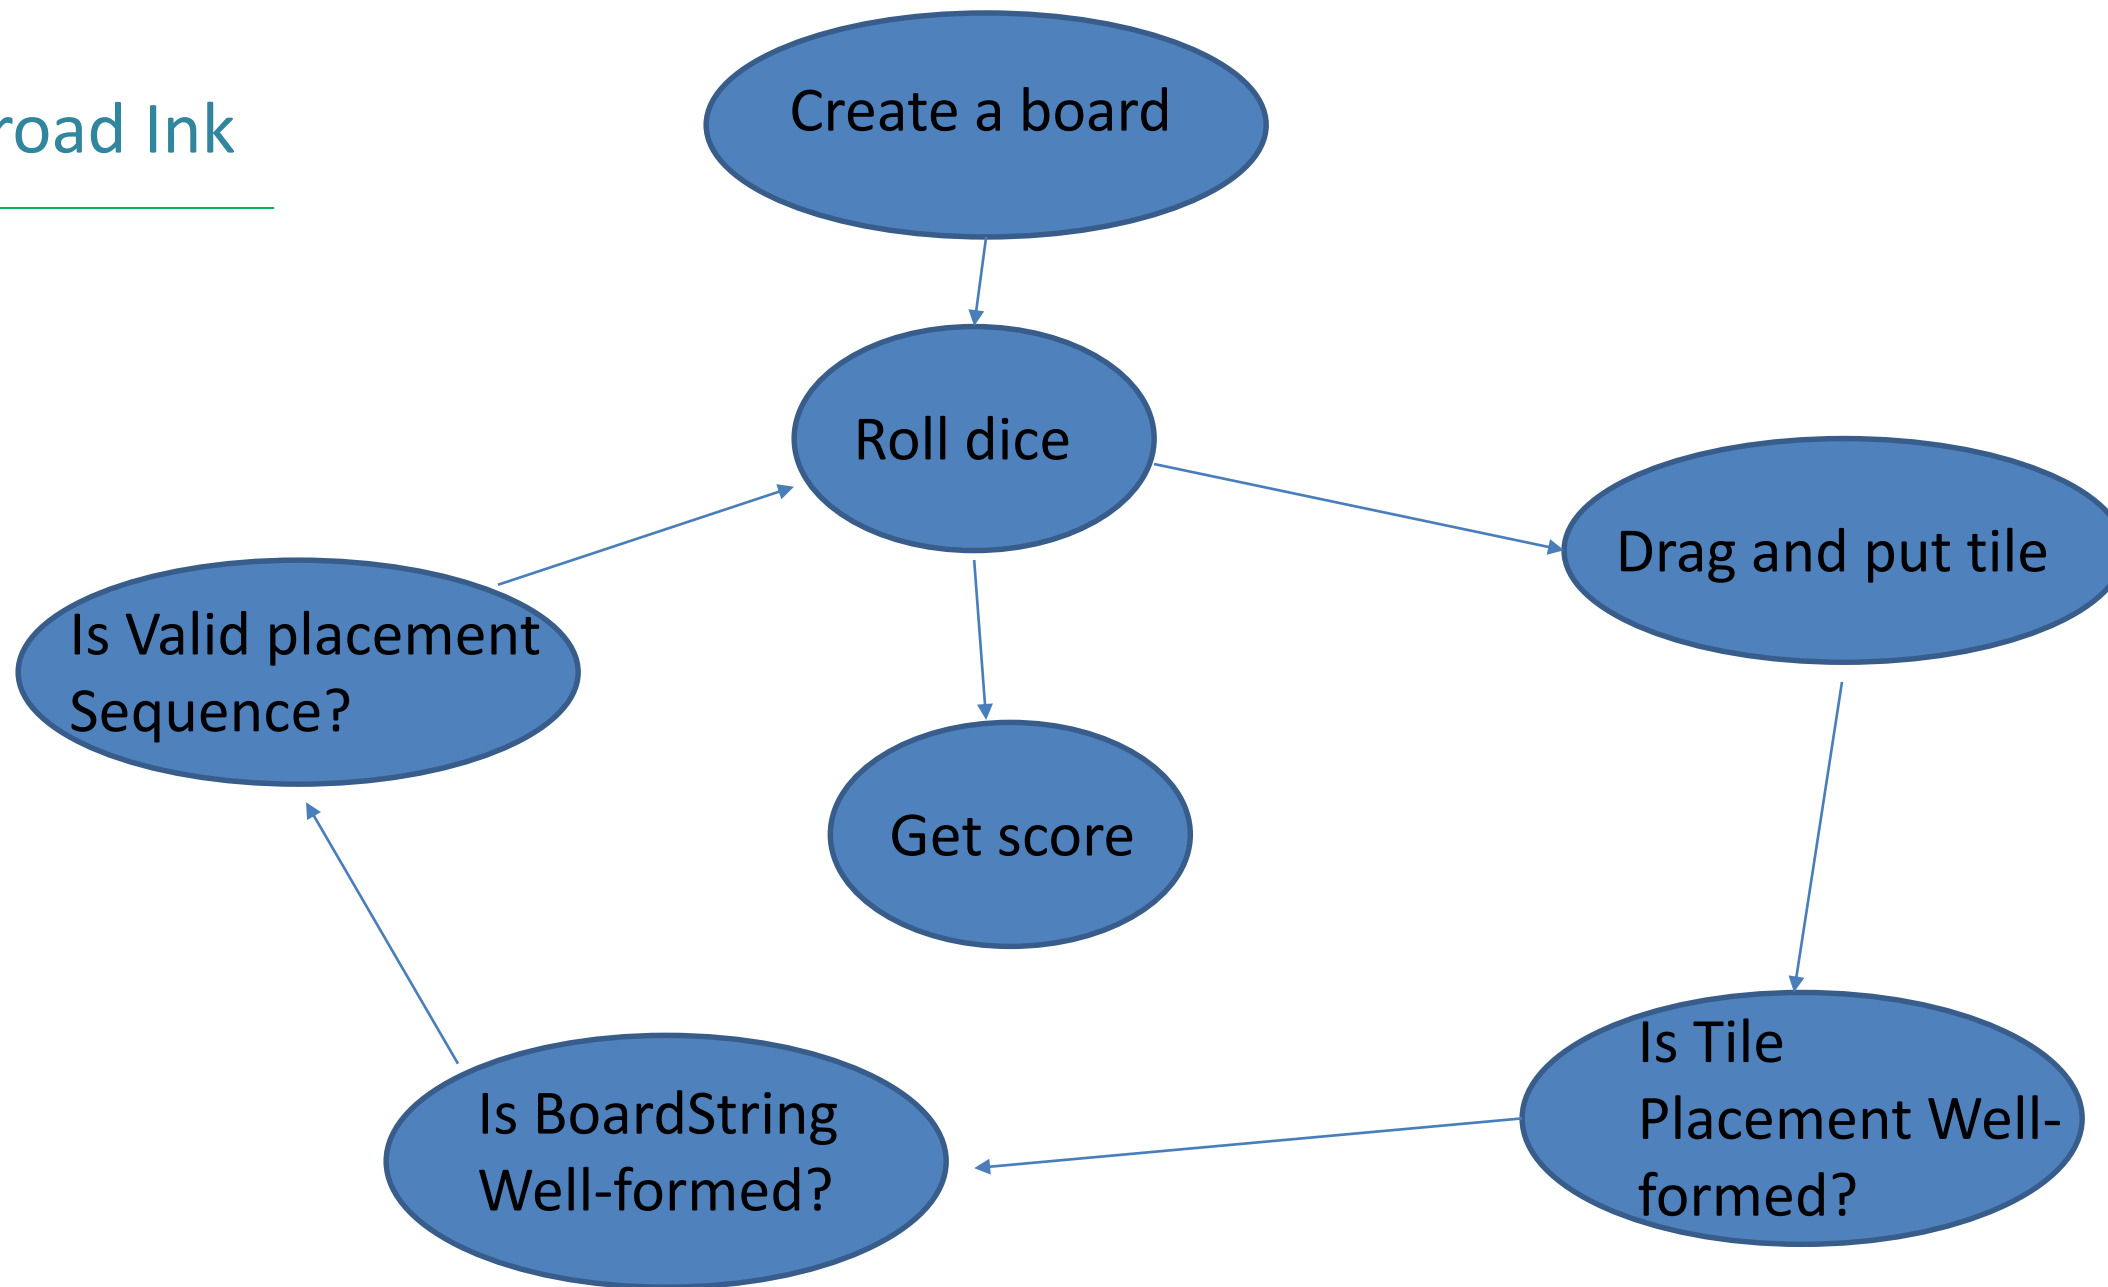 road Ink
Create a board
Roll dice
Drag and put tile
Is Valid placement
Sequence?
Get score
Is Tile
Placement Well-
formed?
Is BoardString
Well-formed?